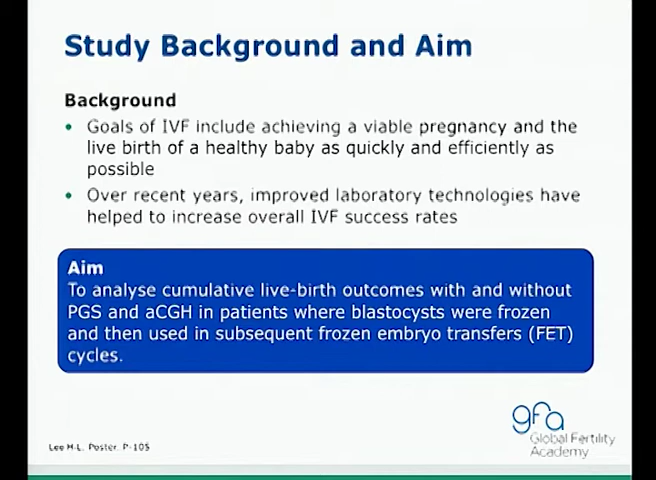 Study Background and Aim
Background
• Goals of IVF include achieving a viable pregnancy and the
live birth of a healthy baby as quickly and efficiently as
possible
• Over recent years, improved laboratory technologies have
helped to increase overall IVF success rates
Aim
To analyse cumulative live-birth outcomes with and without
PGS and aCGH in patients where blastocysts were frozen
and then used in subsequent frozen embryo transfers (FET)
cycles.
gfa
Global Fertility
Academy
Lee H-L. Poster. P-105